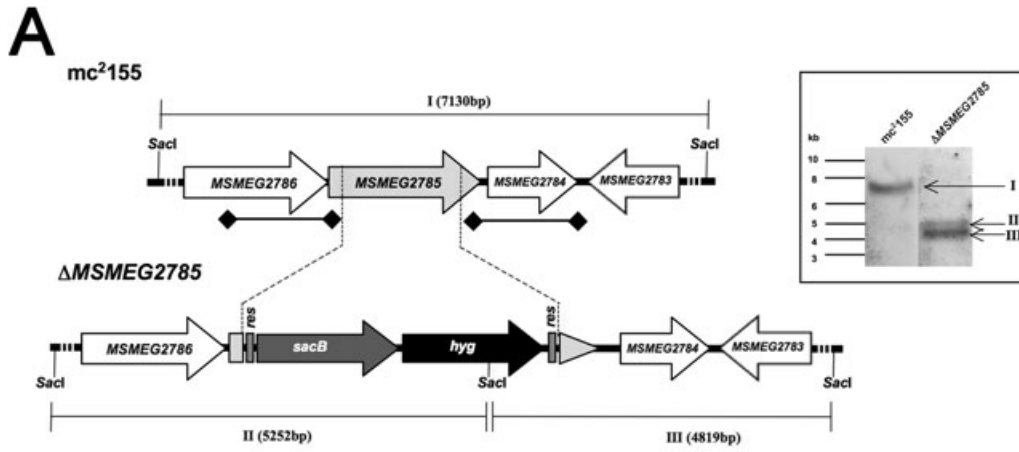 A
mc²155
I (7130bp)
SacI
SacI
MSMEG2786
MSMEG2785
MSMEG2784
MSMEG2783
ΔMSMEG2785
res
res
MSMEG2786
sacB
hyg
MSMEG2784
MSMEG2783
SacI
SacI
SacI
II (5252bp)
III (4819bp)
kb
mc²155
ΔMSMEG2785
10
8
6
5
4
3
I
II
III